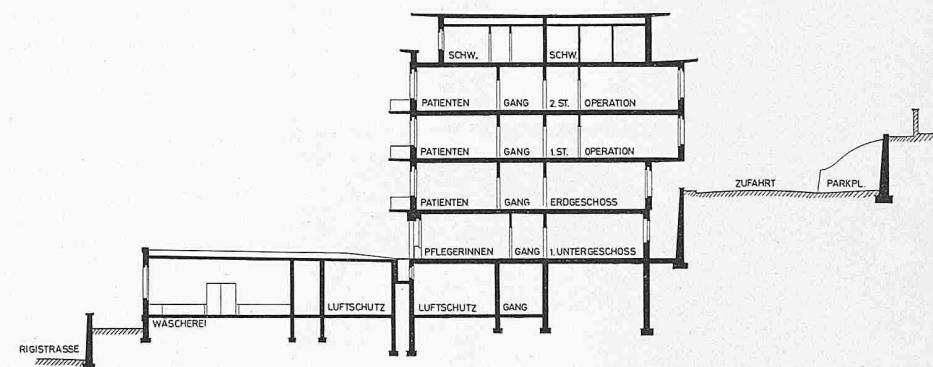 SCHW. SCHW.
PATIENTEN GANG 2. ST. OPERATION
PATIENTEN GANG 1. ST. OPERATION
ZUFAHRT PARKPL.
PATIENTEN GANG ERDGESCHOSS
PFLEGERINNEN GANG 1. UNTERGESCHOSS
LUFTSCHUTZ LUFTSCHUTZ GANG
WÄSCHEREI
RIGISTRASSE